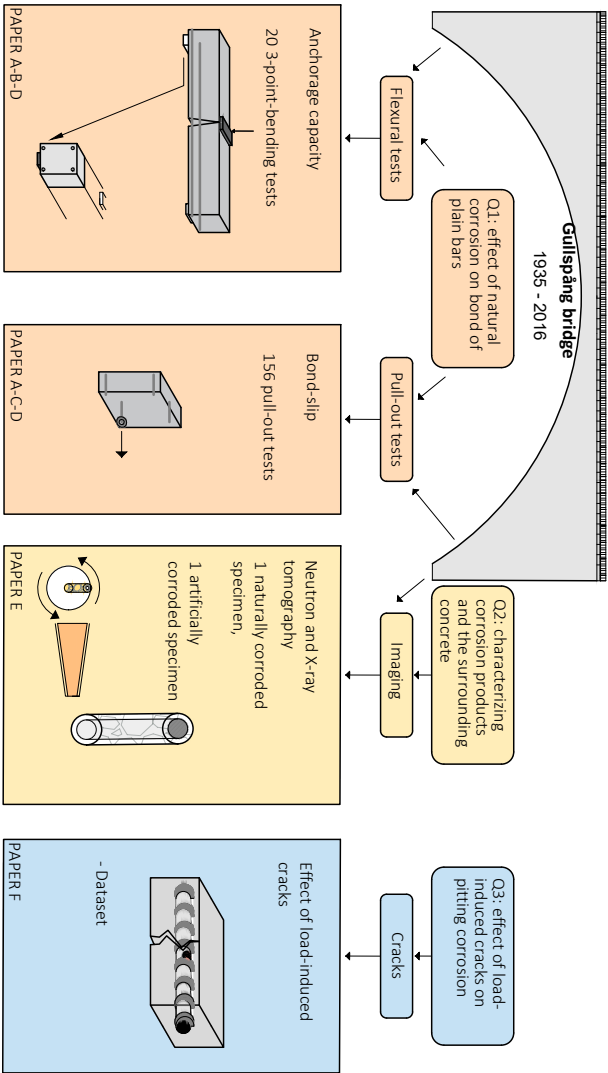 Gullspång bridge
1935 - 2016
Q1: effect of natural
corrosion on bond of
plain bars
Q2: characterizing
corrosion products
and the surrounding
concrete
Q3: effect of load-
induced cracks on
pitting corrosion
Flexural tests
Pull-out tests
Imaging
Cracks
Anchorage capacity
20 3-point-bending tests
PAPER A-B-D
Bond-slip
156 pull-out tests
PAPER A-C-D
Neutron and X-ray
tomography
1 naturally corroded
specimen,
1 artificially
corroded specimen
PAPER E
Effect of load-induced
cracks
- Dataset
PAPER F